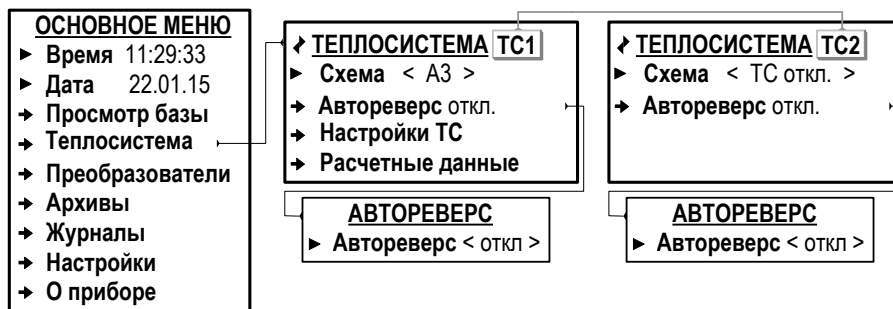 ОСНОВНОЕ МЕНЮ
Время 11:29:33
Дата 22.01.15
Просмотр базы
Теплосистема
Преобразователи
Архивы
Журналы
Настройки
О приборе
ТЕПЛОСИСТЕМА ТС1
Схема < А3 >
Автореверс откл.
Настройки ТС
Расчетные данные
АВТОРЕВЕРС
Автореверс < откл >
ТЕПЛОСИСТЕМА ТС2
Схема < ТС откл. >
Автореверс откл.
АВТОРЕВЕРС
Автореверс < откл >